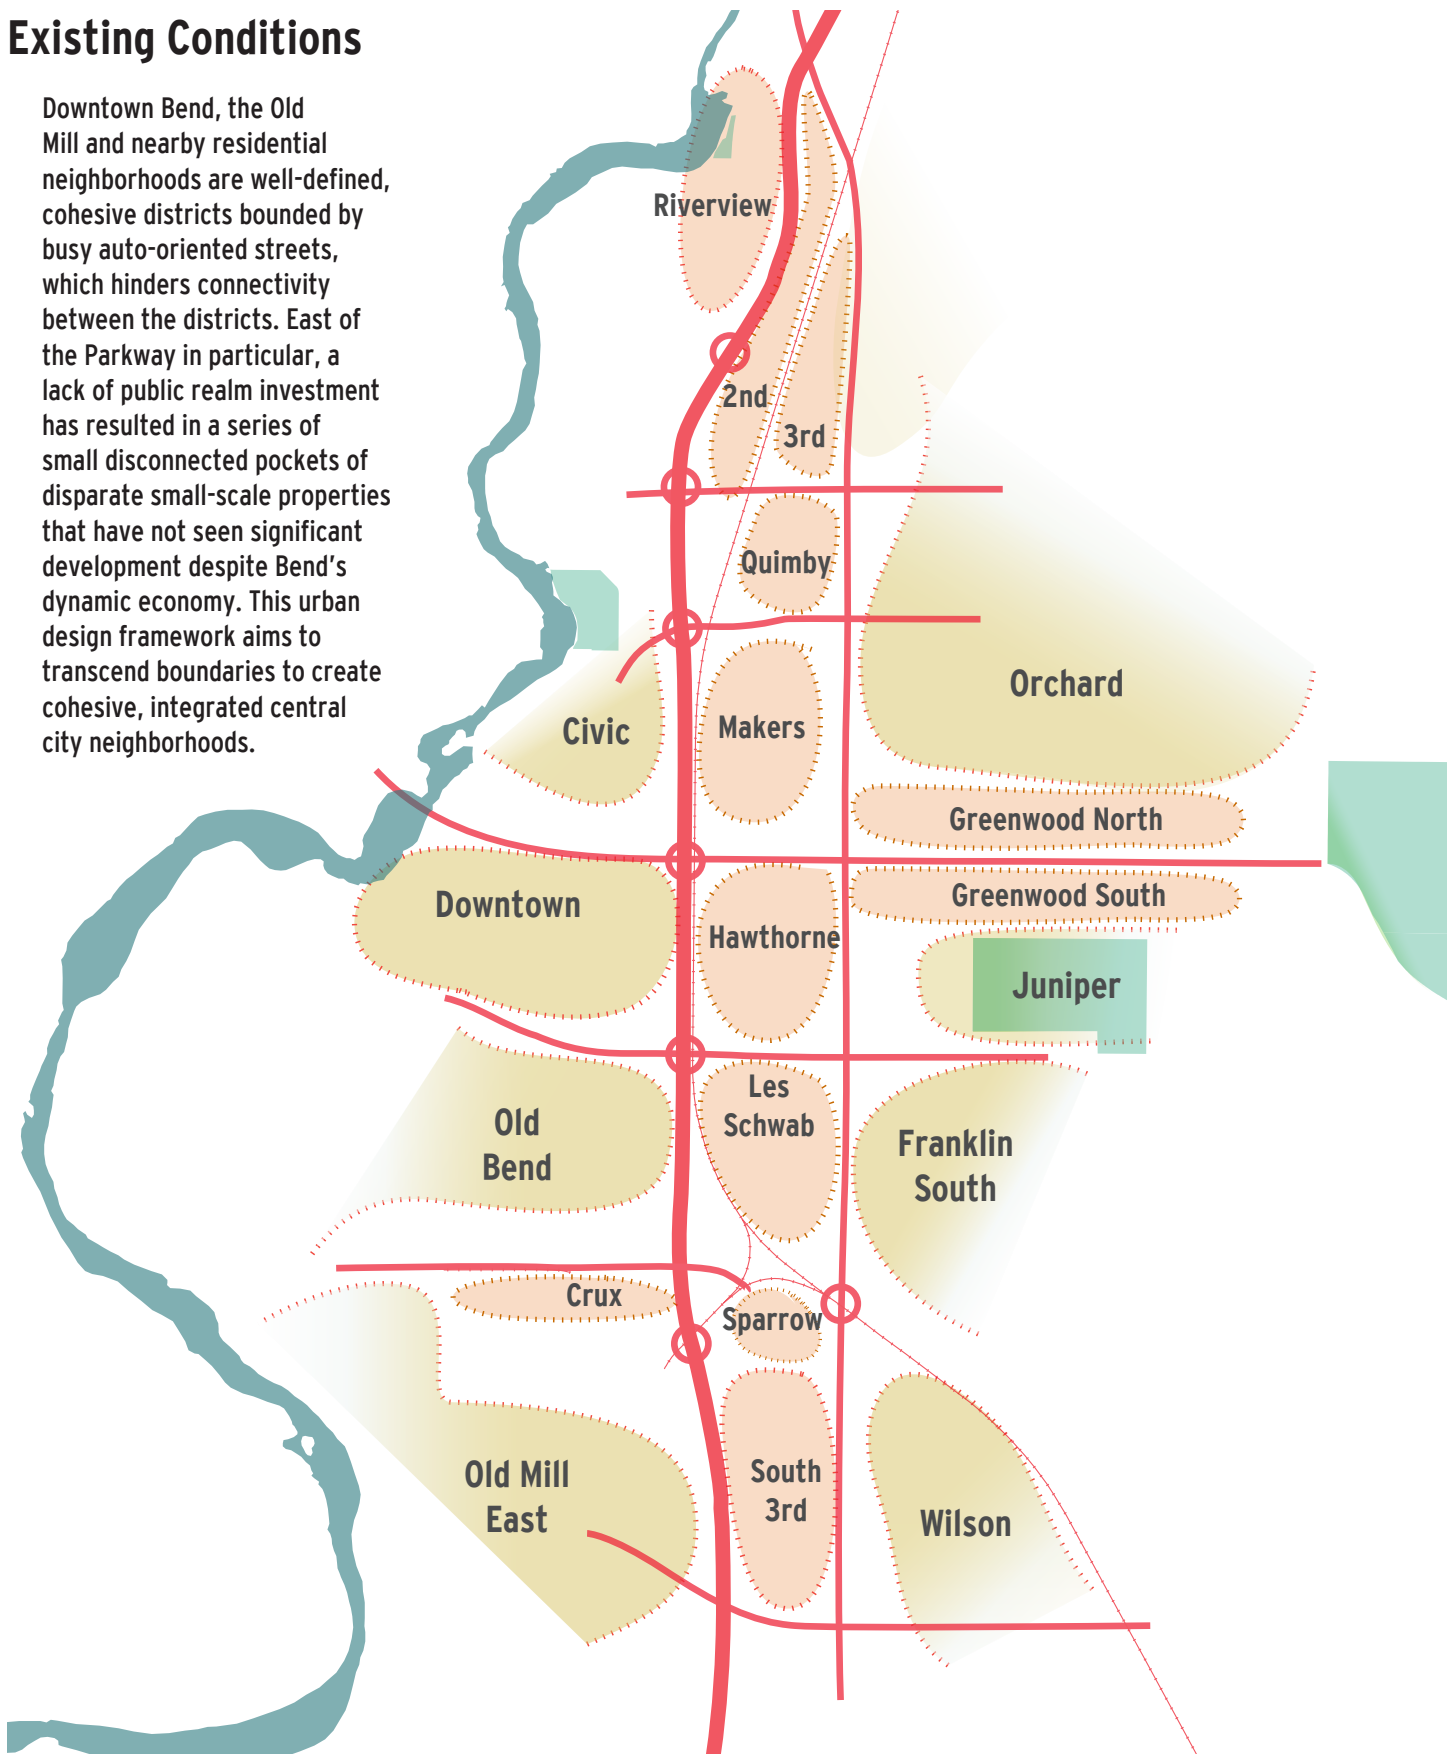 Existing Conditions
Downtown Bend, the Old
Mill and nearby residential
neighborhoods are well-defined,
cohesive districts bounded by
busy auto-oriented streets,
which hinders connectivity
between the districts. East of
the Parkway in particular, a
lack of public realm investment
has resulted in a series of
small disconnected pockets of
disparate small-scale properties
that have not seen significant
development despite Bend's
dynamic economy. This urban
design framework aims to
transcend boundaries to create
cohesive, integrated central
city neighborhoods.
Riverview
2nd
3rd
Quimby
Orchard
Civic
Makers
Greenwood North
Downtown
Greenwood South
Hawthorne
Juniper
Les
Schwab
Old
Bend
Franklin
South
Crux
Sparrow
Old Mill
East
South
3rd
Wilson